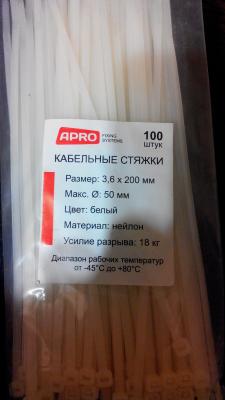 APRO FIXING SYSTEMS 100 штук
КАБЕЛЬНЫЕ СТЯЖКИ
Размер: 3,6 x 200 мм
Макс. Ø: 50 мм
Цвет: белый
Материал: нейлон
Усилие разрыва: 18 кг
Диапазон рабочих температур
от -45°C до +80°C